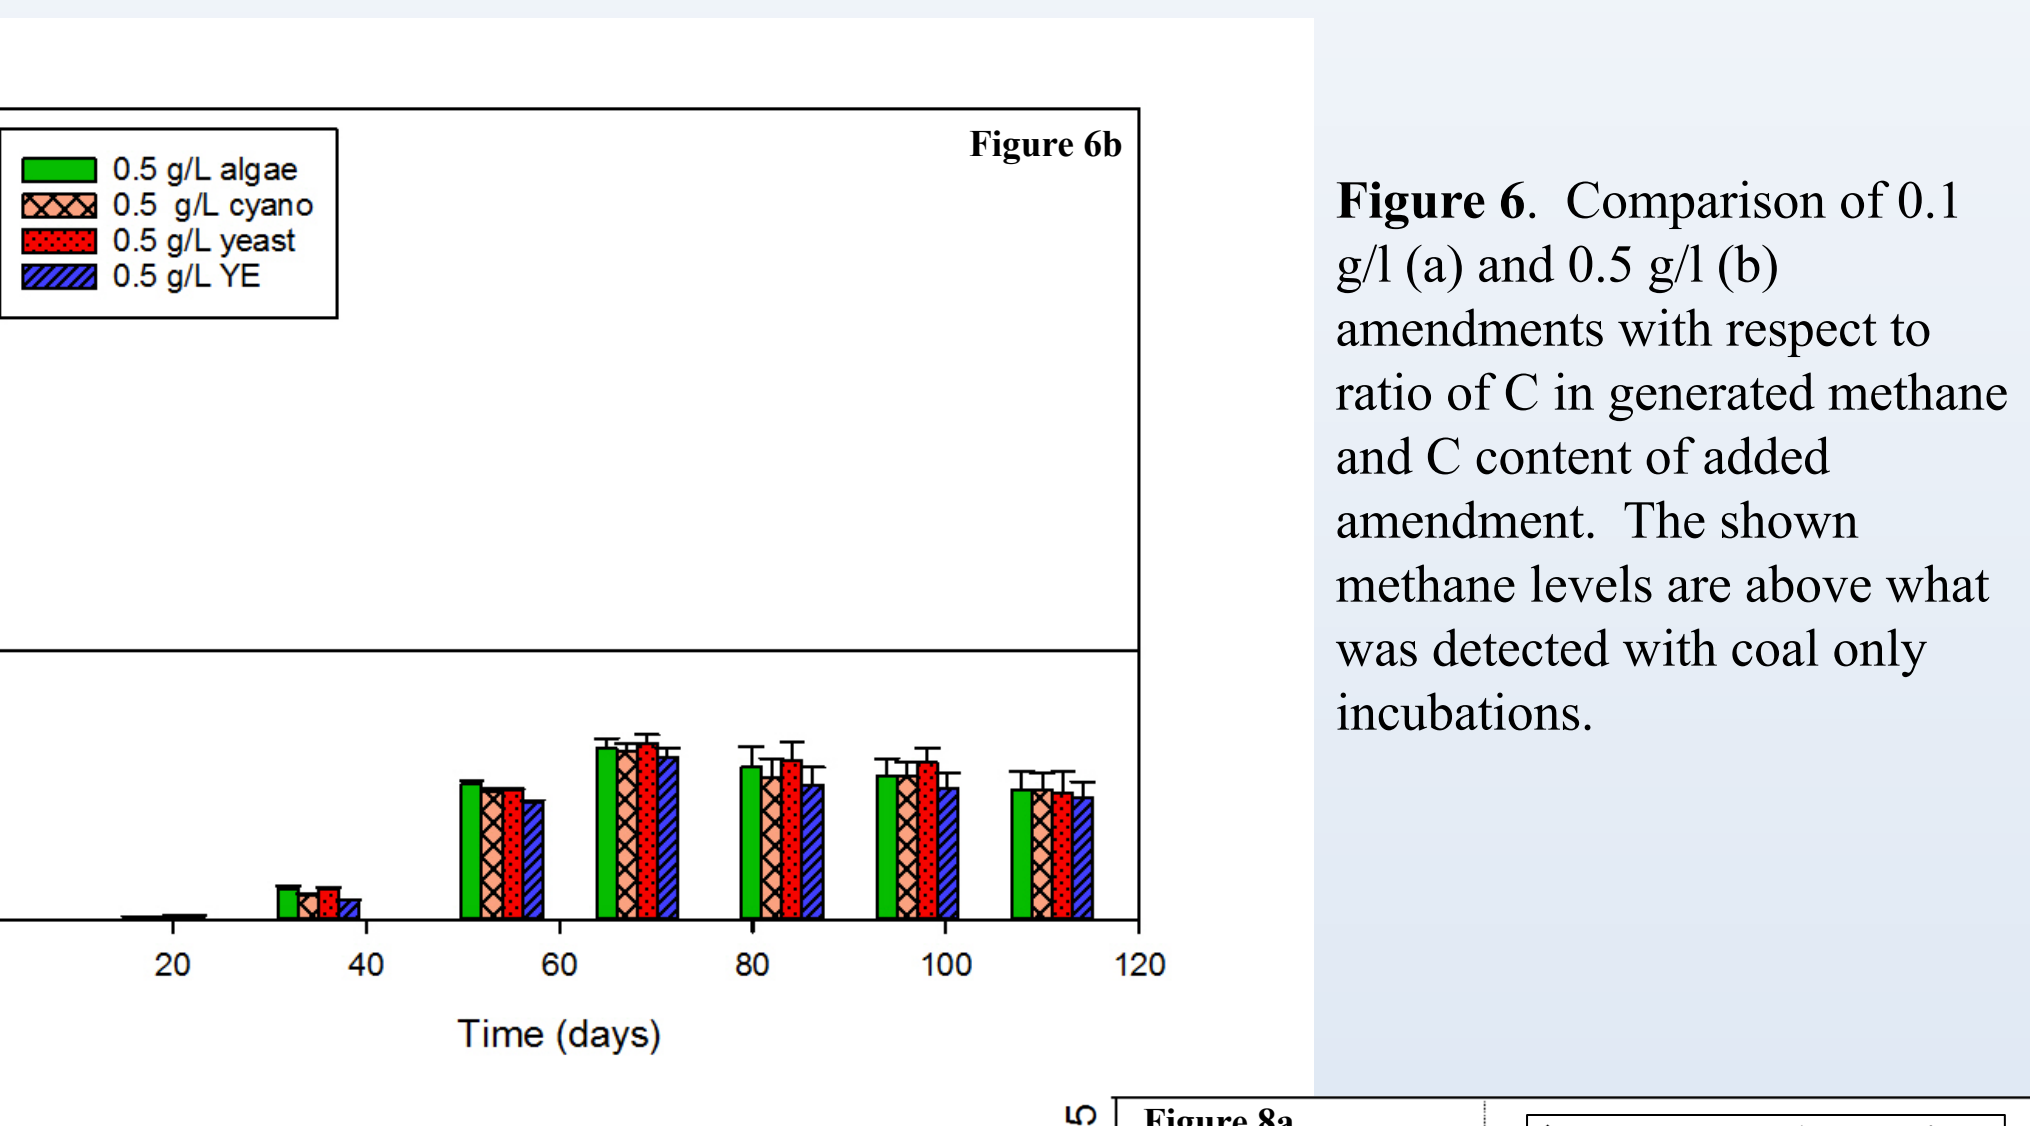 Figure 6b
0.5 g/L algae
0.5 g/L cyano
0.5 g/L yeast
0.5 g/L YE
20 40 60 80 100 120
Time (days)
Figure 6. Comparison of 0.1
g/l (a) and 0.5 g/l (b)
amendments with respect to
ratio of C in generated methane
and C content of added
amendment. The shown
methane levels are above what
was detected with coal only
incubations.
5
Figure 8a